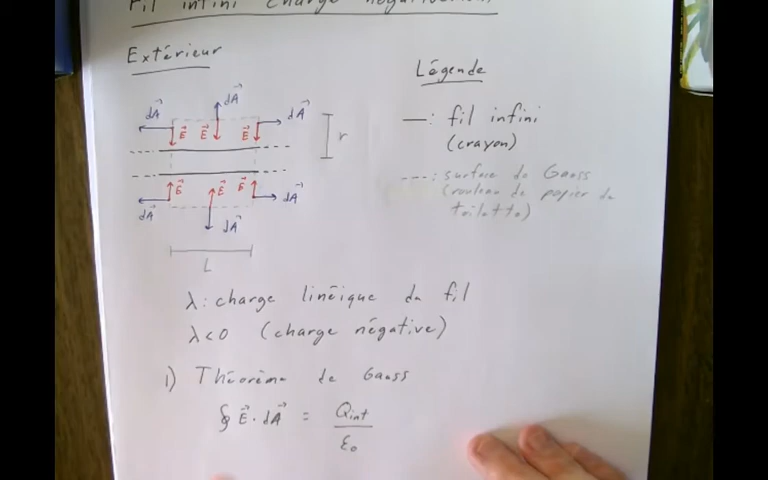 Fil infini chargé négativement
Extérieur
Légende
dA dA dA
E E E
r
E E E
dA dA dA
L
—: fil infini
(crayon)
---: surface de Gauss
(rouleau de papier de
toilette)
λ: charge linéique du fil
λ<0 (charge négative)
1) Théorème de Gauss
∮ E⃗ · dA⃗ = Qint / ε₀